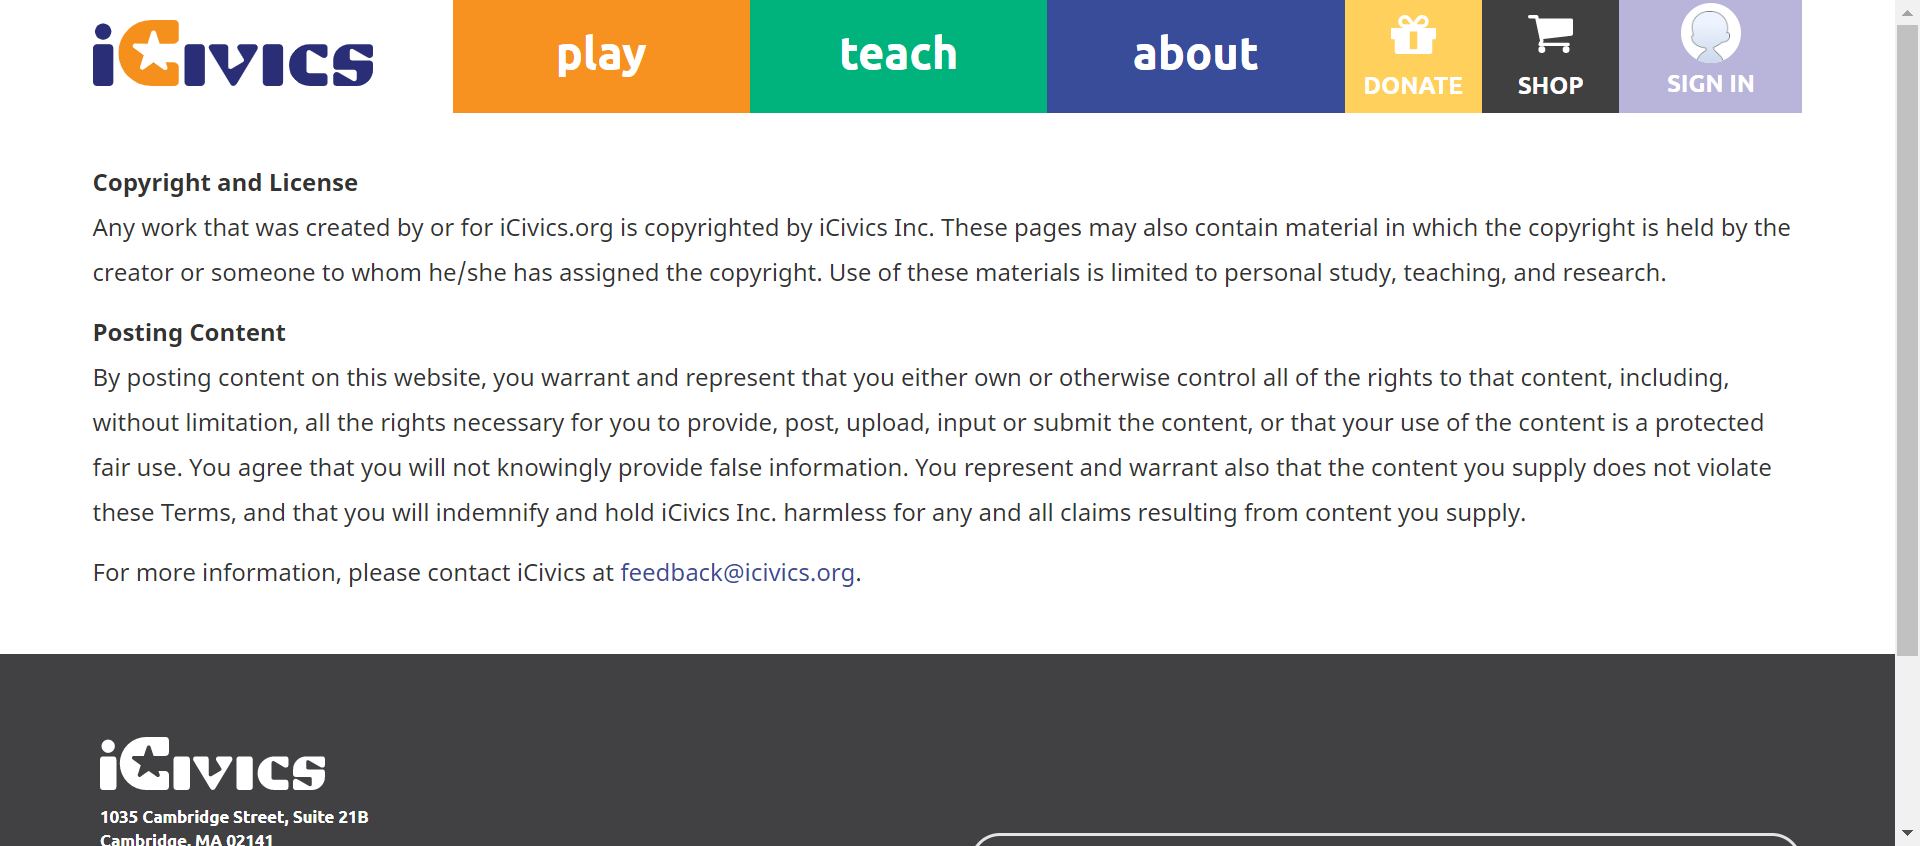 iCivics
play
teach
about
DONATE
SHOP
SIGN IN
Copyright and License
Any work that was created by or for iCivics.org is copyrighted by iCivics Inc. These pages may also contain material in which the copyright is held by the
creator or someone to whom he/she has assigned the copyright. Use of these materials is limited to personal study, teaching, and research.
Posting Content
By posting content on this website, you warrant and represent that you either own or otherwise control all of the rights to that content, including,
without limitation, all the rights necessary for you to provide, post, upload, input or submit the content, or that your use of the content is a protected
fair use. You agree that you will not knowingly provide false information. You represent and warrant also that the content you supply does not violate
these Terms, and that you will indemnify and hold iCivics Inc. harmless for any and all claims resulting from content you supply.
For more information, please contact iCivics at feedback@icivics.org.
iCivics
1035 Cambridge Street, Suite 21B
Cambridge, MA 02141